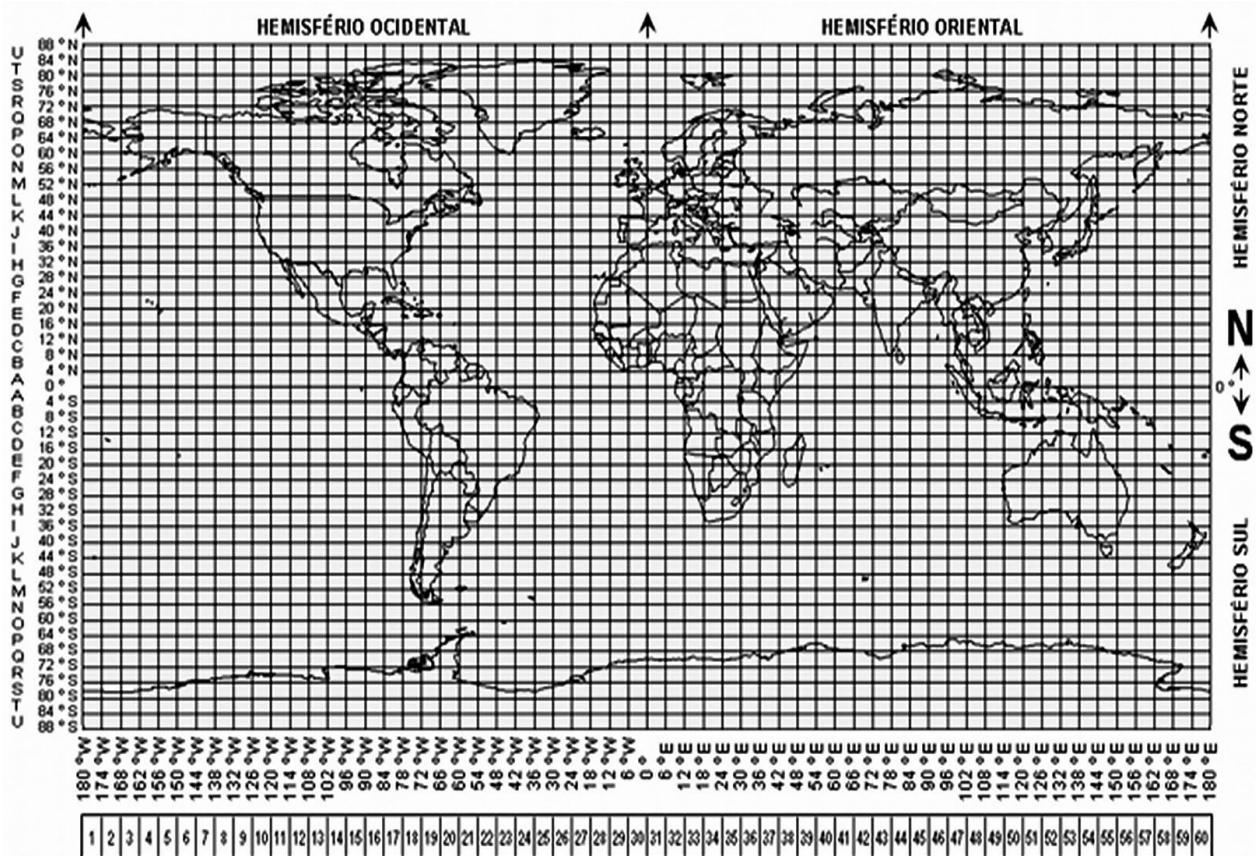 HEMISFÉRIO OCIDENTAL
HEMISFÉRIO ORIENTAL
U T S R Q P O N M L K J I H G F E D C B A A B C D E F G H I J K L M N O P Q R S T U
88 °N
84 °N
80 °N
76 °N
72 °N
68 °N
64 °N
60 °N
56 °N
52 °N
48 °N
44 °N
40 °N
36 °N
32 °N
28 °N
24 °N
20 °N
16 °N
12 °N
8 °N
4 °N
0 °
4 °S
8 °S
12 °S
16 °S
20 °S
24 °S
28 °S
32 °S
36 °S
40 °S
44 °S
48 °S
52 °S
56 °S
60 °S
64 °S
68 °S
72 °S
76 °S
80 °S
84 °S
88 °S
HEMISFÉRIO NORTE
N
0°
S
HEMISFÉRIO SUL
180 °W 174 °W 168 °W 162 °W 156 °W 150 °W 144 °W 138 °W 132 °W 126 °W 120 °W 114 °W 108 °W 102 °W 96 °W 90 °W 84 °W 78 °W 72 °W 66 °W 60 °W 54 °W 48 °W 42 °W 36 °W 30 °W 24 °W 18 °W 12 °W 6 °W 0 ° 6 °E 12 °E 18 °E 24 °E 30 °E 36 °E 42 °E 48 °E 54 °E 60 °E 66 °E 72 °E 78 °E 84 °E 90 °E 96 °E 102 °E 108 °E 114 °E 120 °E 126 °E 132 °E 138 °E 144 °E 150 °E 156 °E 162 °E 168 °E 174 °E 180 °E
1 2 3 4 5 6 7 8 9 10 11 12 13 14 15 16 17 18 19 20 21 22 23 24 25 26 27 28 29 30 31 32 33 34 35 36 37 38 39 40 41 42 43 44 45 46 47 48 49 50 51 52 53 54 55 56 57 58 59 60